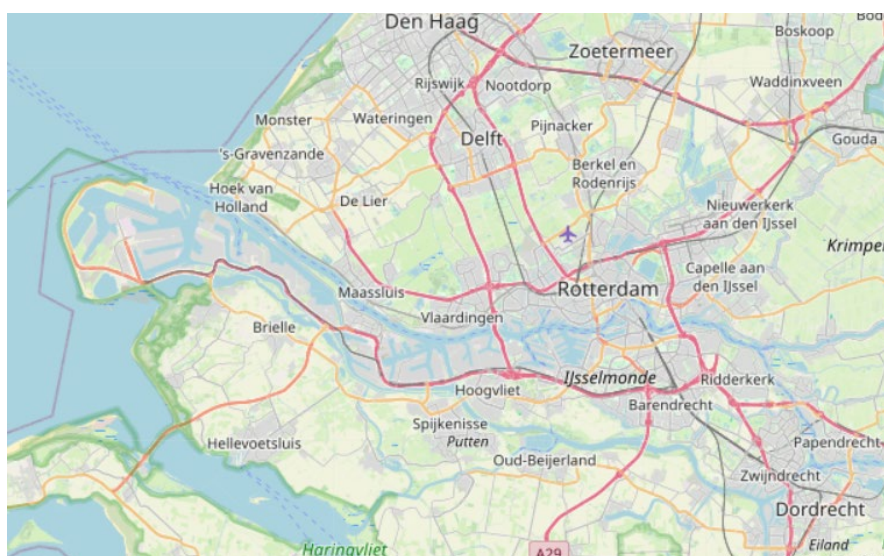 Den Haag
Boskoop
Zoetermeer
Rijswijk
Nootdorp
Waddinxveen
Monster
Wateringen
Pijnacker
Delft
Gouda
's-Gravenzande
Berkel en
Rodenrijs
Hoek van
Holland
De Lier
Nieuwerkerk
aan den IJssel
Krimpe
Capelle aan
den IJssel
Maassluis
Rotterdam
Vlaardingen
Brielle
IJsselmonde
Ridderkerk
Hoogvliet
Barendrecht
Spijkenisse
Putten
Hellevoetsluis
Papendrecht
Oud-Beijerland
Zwijndrecht
Dordrecht
Haringvliet
A29
Eiland